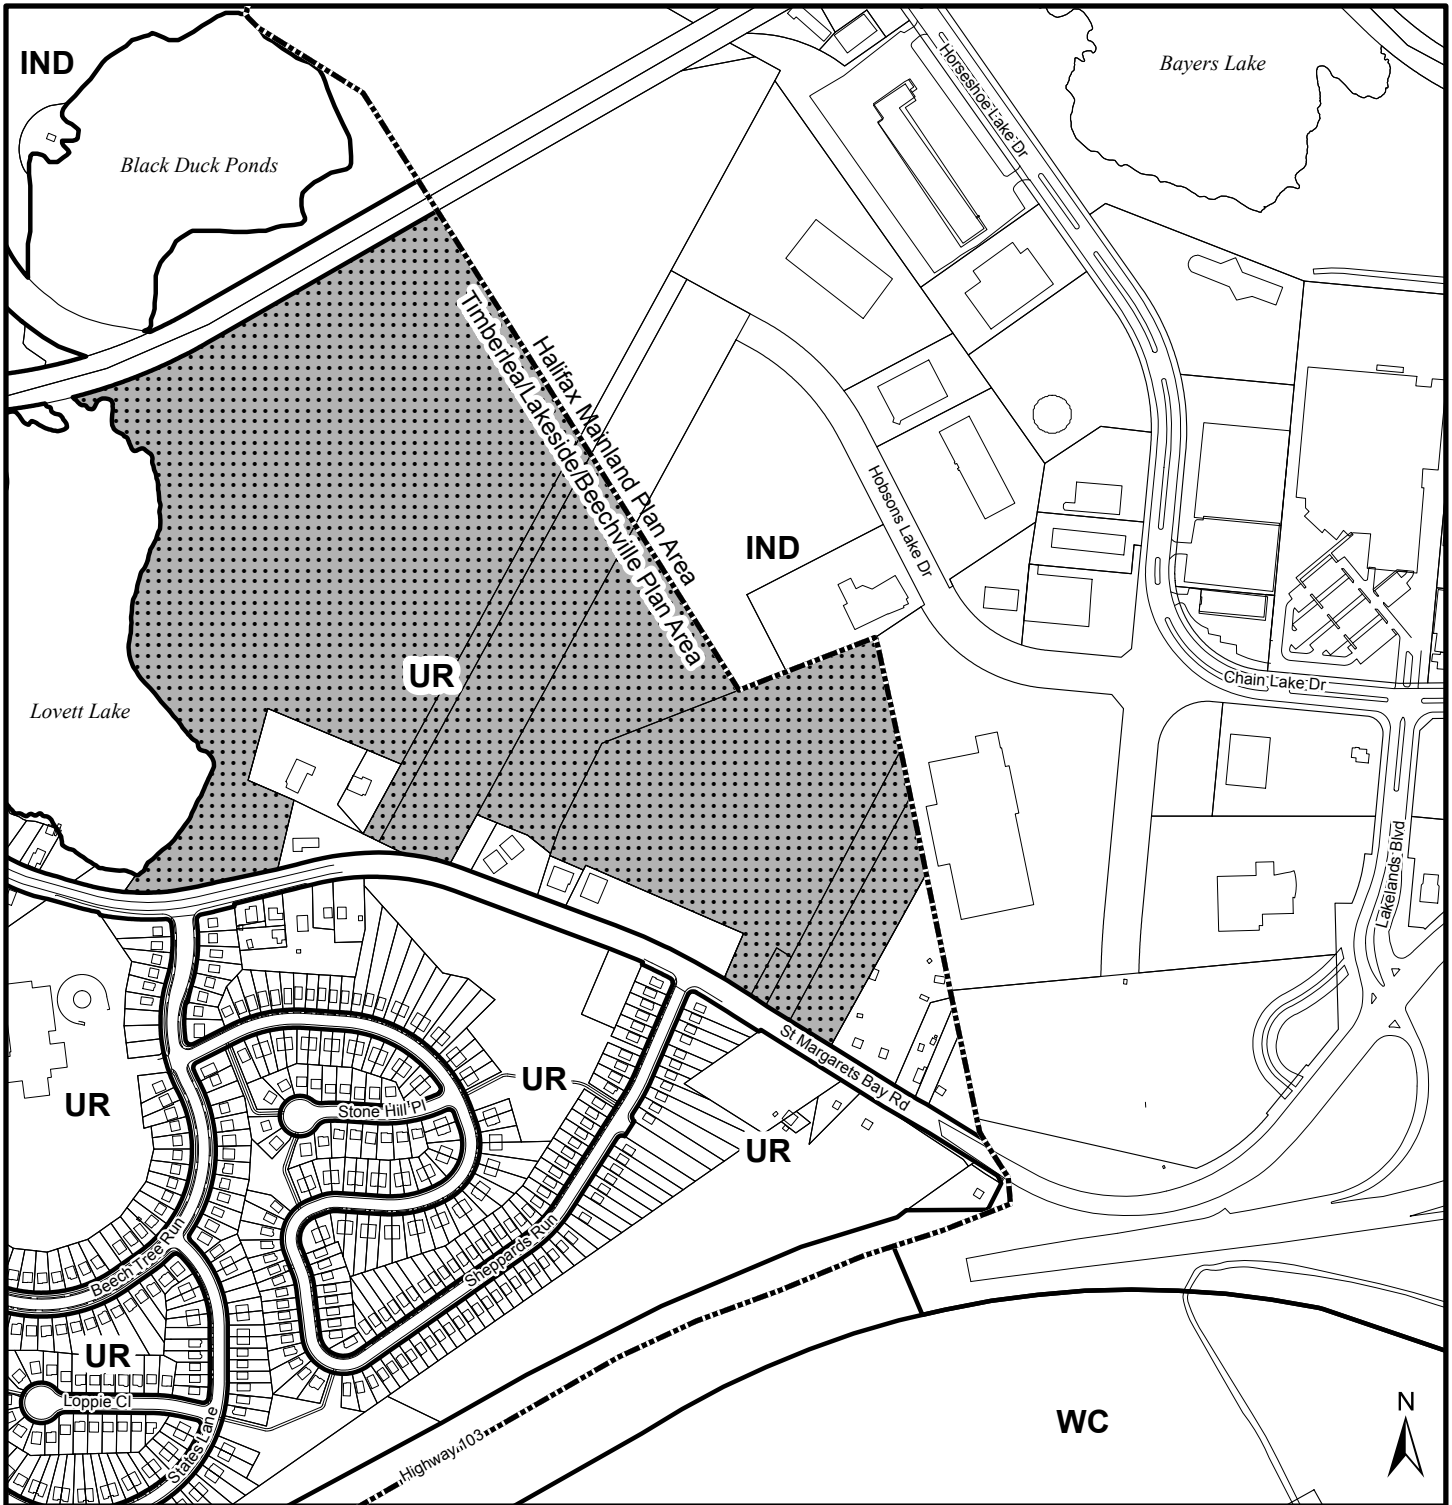 IND
Bayers Lake
Horseshoe Lake Dr
Black Duck Ponds
Halifax Mainland Plan Area
Timberlea/Lakeside/Beechville Plan Area
Hobsons Lake Dr
IND
UR
Chain Lake Dr
Lovett Lake
Lakelands Blvd
St Margarets Bay Rd
UR
UR
Stone Hill Pl
UR
Beech Tree Run
Sheppards Run
UR
Loppie Cl
States Lane
Highway 103
WC
N